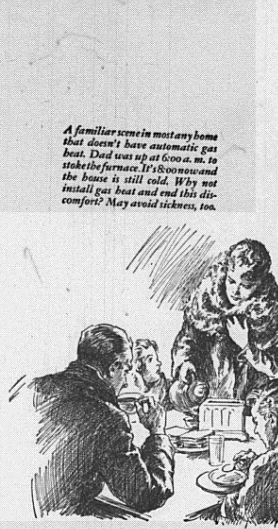 A familiar scene in most any home
that doesn't have automatic gas
heat. Dad was up at 6:00 a. m. to
stoke the furnace. It's 8:00 now and
the house is still cold. Why not
install gas heat and end this dis-
comfort? May avoid sickness, too.